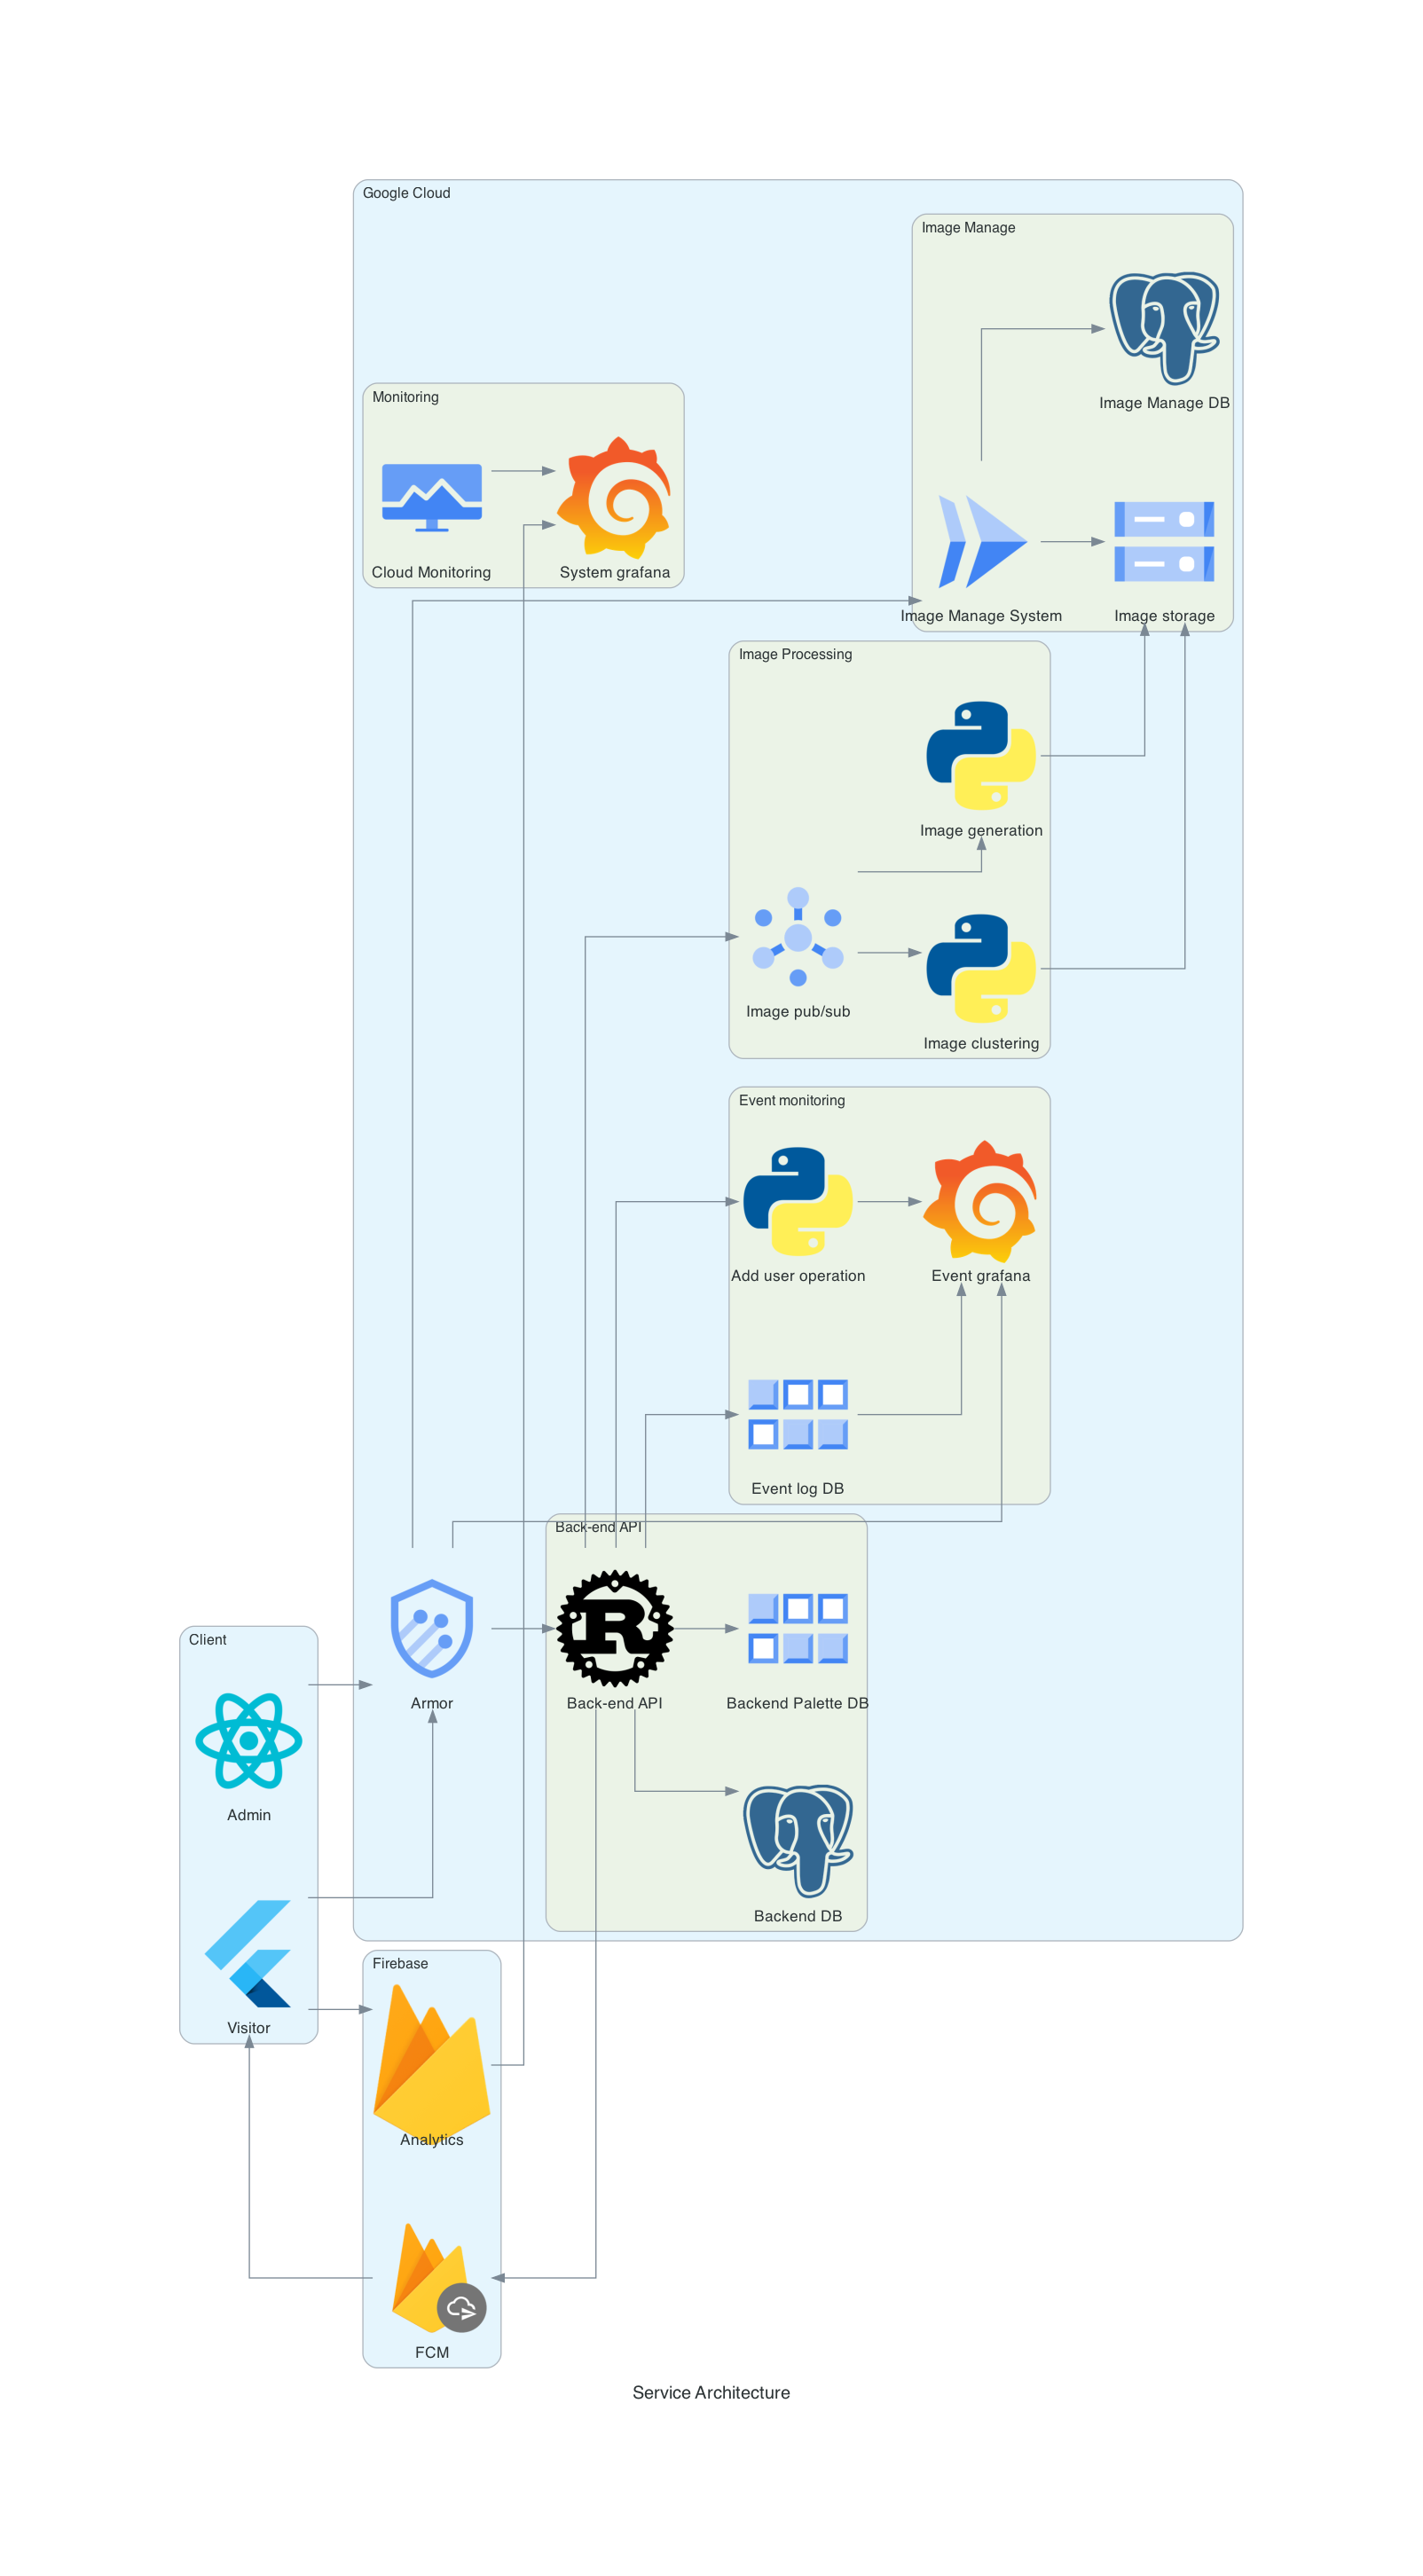 Google Cloud
Image Manage
Image Manage DB
Monitoring
Cloud Monitoring
System grafana
Image Manage System
Image storage
Image Processing
Image generation
Image pub/sub
Image clustering
Event monitoring
Add user operation
Event grafana
Event log DB
Back-end API
Client
Armor
Back-end API
Backend Palette DB
Admin
Backend DB
Firebase
Visitor
Analytics
FCM
Service Architecture